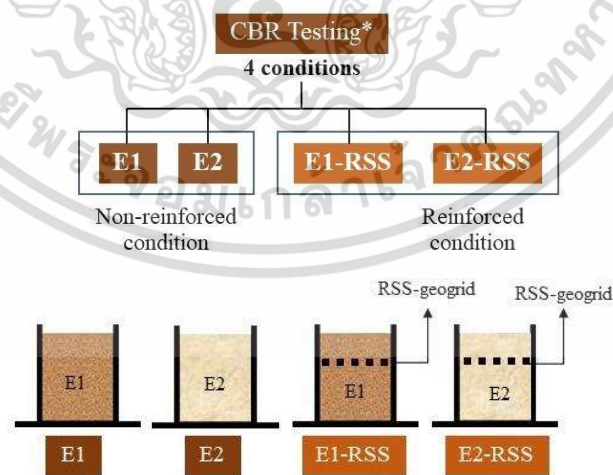 CBR Testing*
4 conditions
E1 E2 E1-RSS E2-RSS
Non-reinforced
condition
Reinforced
condition
RSS-geogrid RSS-geogrid
E1 E2 E1 E2
E1 E2 E1-RSS E2-RSS